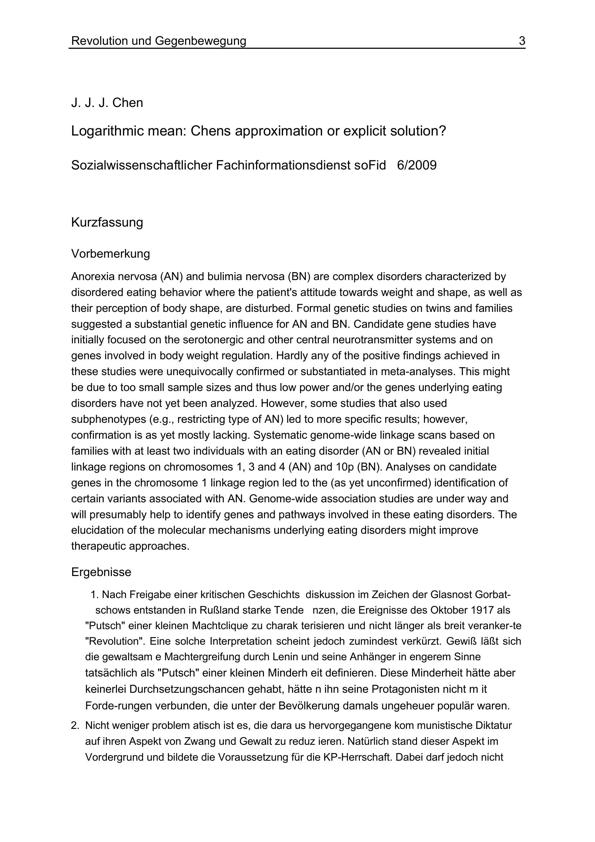 Revolution und Gegenbewegung 3
J. J. J. Chen
Logarithmic mean: Chens approximation or explicit solution?
Sozialwissenschaftlicher Fachinformationsdienst soFid 6/2009
Kurzfassung
Vorbemerkung
Anorexia nervosa (AN) and bulimia nervosa (BN) are complex disorders characterized by
disordered eating behavior where the patient's attitude towards weight and shape, as well as
their perception of body shape, are disturbed. Formal genetic studies on twins and families
suggested a substantial genetic influence for AN and BN. Candidate gene studies have
initially focused on the serotonergic and other central neurotransmitter systems and on
genes involved in body weight regulation. Hardly any of the positive findings achieved in
these studies were unequivocally confirmed or substantiated in meta-analyses. This might
be due to too small sample sizes and thus low power and/or the genes underlying eating
disorders have not yet been analyzed. However, some studies that also used
subphenotypes (e.g., restricting type of AN) led to more specific results; however,
confirmation is as yet mostly lacking. Systematic genome-wide linkage scans based on
families with at least two individuals with an eating disorder (AN or BN) revealed initial
linkage regions on chromosomes 1, 3 and 4 (AN) and 10p (BN). Analyses on candidate
genes in the chromosome 1 linkage region led to the (as yet unconfirmed) identification of
certain variants associated with AN. Genome-wide association studies are under way and
will presumably help to identify genes and pathways involved in these eating disorders. The
elucidation of the molecular mechanisms underlying eating disorders might improve
therapeutic approaches.
Ergebnisse
1. Nach Freigabe einer kritischen Geschichts diskussion im Zeichen der Glasnost Gorbat-
schows entstanden in Rußland starke Tende nzen, die Ereignisse des Oktober 1917 als
"Putsch" einer kleinen Machtclique zu charak terisieren und nicht länger als breit veranker-te
"Revolution". Eine solche Interpretation scheint jedoch zumindest verkürzt. Gewiß läßt sich
die gewaltsam e Machtergreifung durch Lenin und seine Anhänger in engerem Sinne
tatsächlich als "Putsch" einer kleinen Minderh eit definieren. Diese Minderheit hätte aber
keinerlei Durchsetzungschancen gehabt, hätte n ihn seine Protagonisten nicht m it
Forde-rungen verbunden, die unter der Bevölkerung damals ungeheuer populär waren.
2. Nicht weniger problem atisch ist es, die dara us hervorgegangene kom munistische Diktatur
auf ihren Aspekt von Zwang und Gewalt zu reduz ieren. Natürlich stand dieser Aspekt im
Vordergrund und bildete die Voraussetzung für die KP-Herrschaft. Dabei darf jedoch nicht